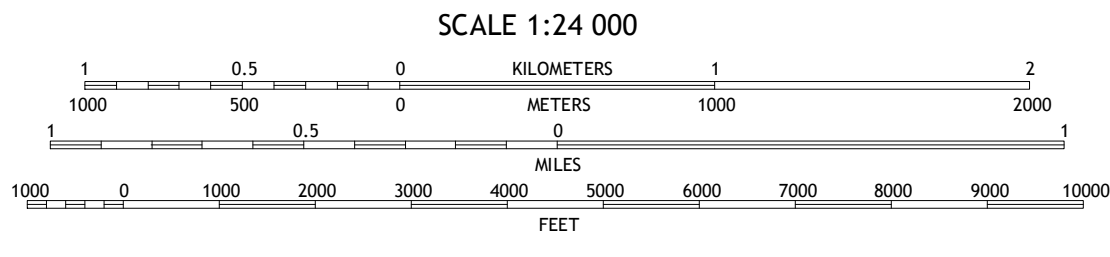 SCALE 1:24 000
1 0.5 0 KILOMETERS 1 2
1000 500 0 METERS 1000 2000
1 0.5 0 1
MILES
1000 0 1000 2000 3000 4000 5000 6000 7000 8000 9000 10000
FEET